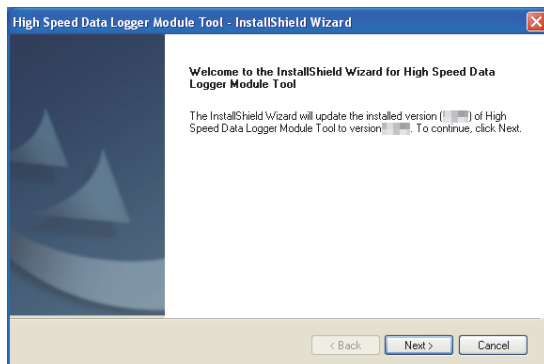 High Speed Data Logger Module Tool - InstallShield Wizard
Welcome to the InstallShield Wizard for High Speed Data
Logger Module Tool
The InstallShield Wizard will update the installed version ( ) of High
Speed Data Logger Module Tool to version . To continue, click Next.
< Back Next > Cancel